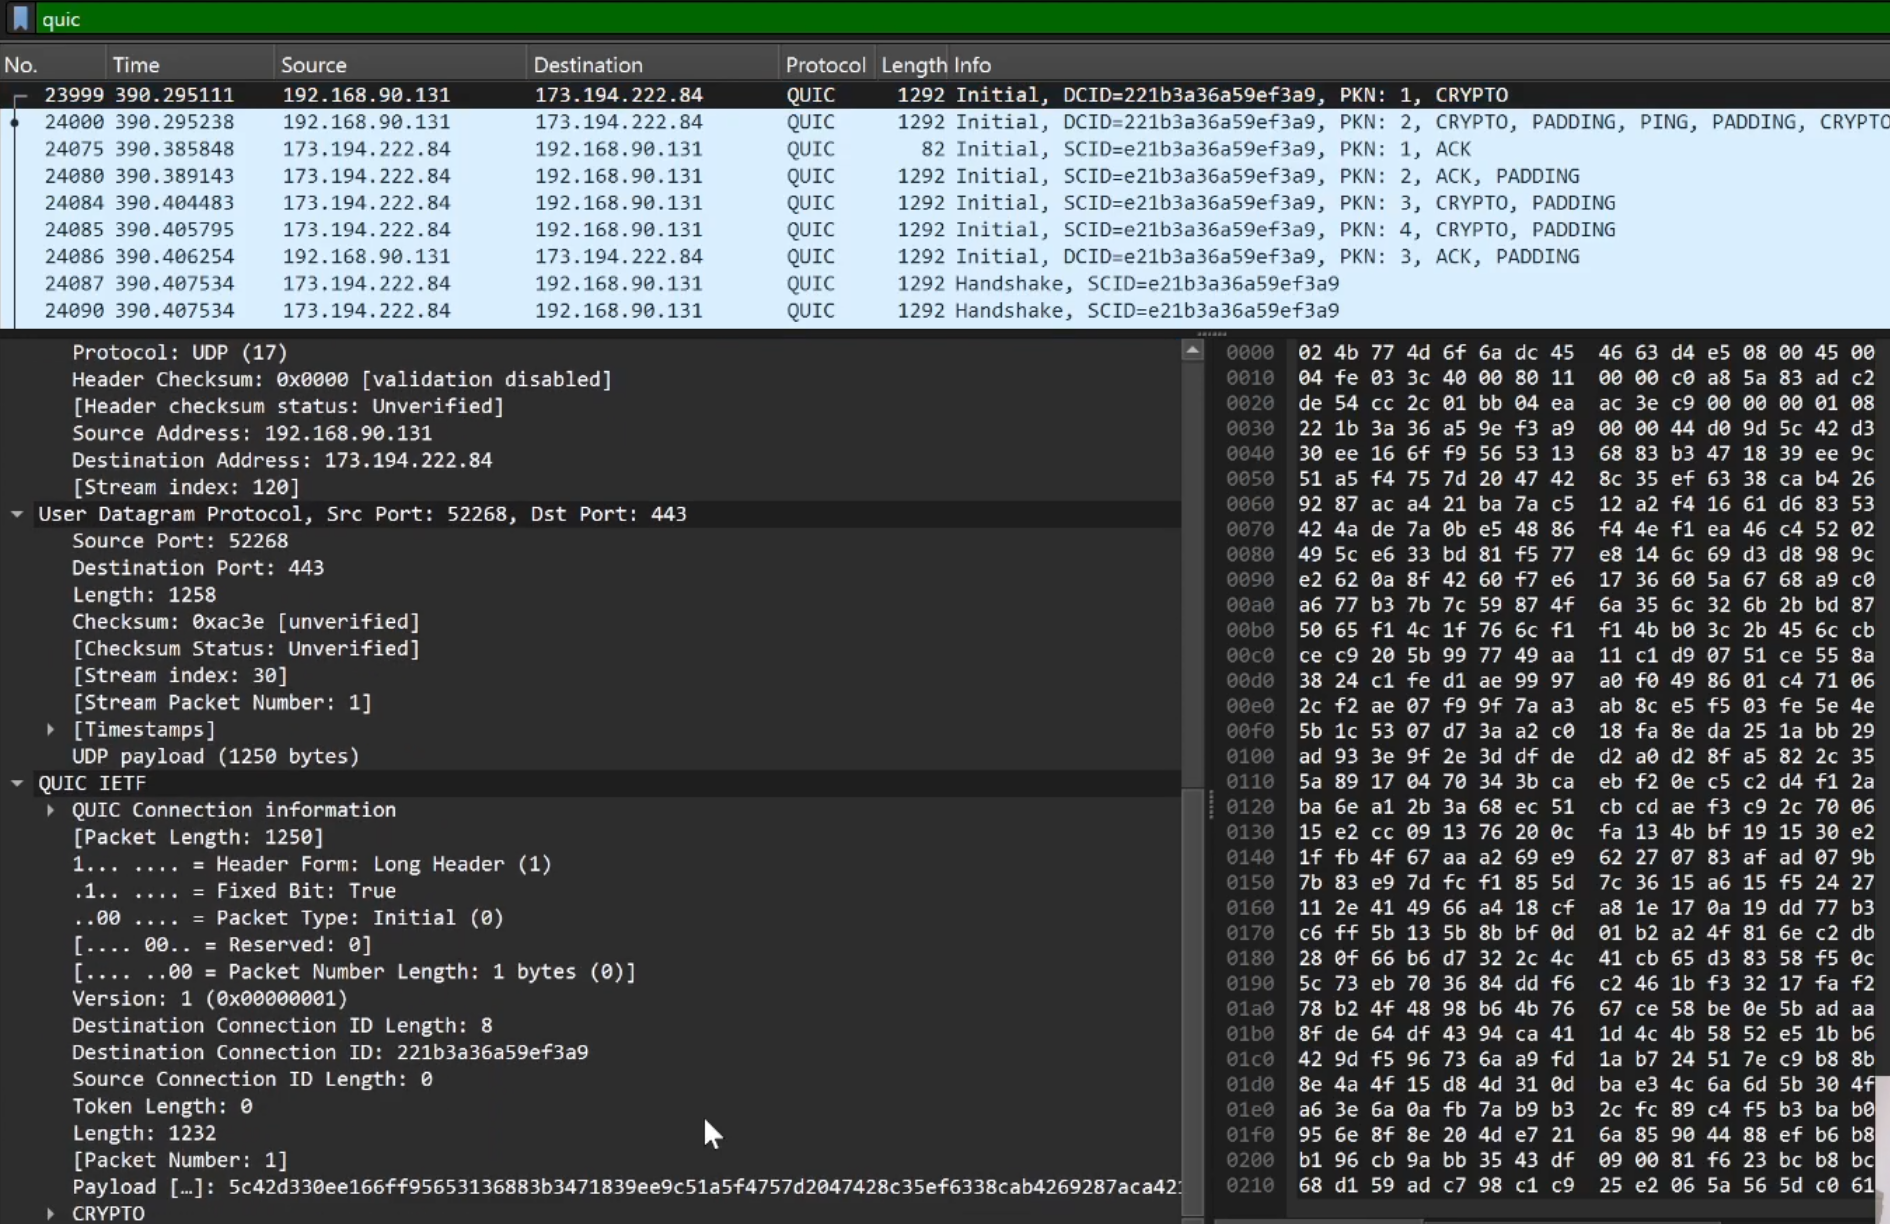 quic
No. Time Source Destination Protocol Length Info
23999 390.295111 192.168.90.131 173.194.222.84 QUIC 1292 Initial, DCID=221b3a36a59ef3a9, PKN: 1, CRYPTO
24000 390.295238 192.168.90.131 173.194.222.84 QUIC 1292 Initial, DCID=221b3a36a59ef3a9, PKN: 2, CRYPTO, PADDING, PING, PADDING, CRYPTO
24075 390.385848 173.194.222.84 192.168.90.131 QUIC 82 Initial, SCID=e21b3a36a59ef3a9, PKN: 1, ACK
24080 390.389143 173.194.222.84 192.168.90.131 QUIC 1292 Initial, SCID=e21b3a36a59ef3a9, PKN: 2, ACK, PADDING
24084 390.404483 173.194.222.84 192.168.90.131 QUIC 1292 Initial, SCID=e21b3a36a59ef3a9, PKN: 3, CRYPTO, PADDING
24085 390.405795 173.194.222.84 192.168.90.131 QUIC 1292 Initial, SCID=e21b3a36a59ef3a9, PKN: 4, CRYPTO, PADDING
24086 390.406254 192.168.90.131 173.194.222.84 QUIC 1292 Initial, DCID=e21b3a36a59ef3a9, PKN: 3, ACK, PADDING
24087 390.407534 173.194.222.84 192.168.90.131 QUIC 1292 Handshake, SCID=e21b3a36a59ef3a9
24090 390.407534 173.194.222.84 192.168.90.131 QUIC 1292 Handshake, SCID=e21b3a36a59ef3a9
Protocol: UDP (17)
Header Checksum: 0x0000 [validation disabled]
[Header checksum status: Unverified]
Source Address: 192.168.90.131
Destination Address: 173.194.222.84
[Stream index: 120]
User Datagram Protocol, Src Port: 52268, Dst Port: 443
Source Port: 52268
Destination Port: 443
Length: 1258
Checksum: 0xac3e [unverified]
[Checksum Status: Unverified]
[Stream index: 30]
[Stream Packet Number: 1]
[Timestamps]
UDP payload (1250 bytes)
QUIC IETF
QUIC Connection information
[Packet Length: 1250]
1... .... = Header Form: Long Header (1)
.1.. .... = Fixed Bit: True
..00 .... = Packet Type: Initial (0)
[.... 00.. = Reserved: 0]
[.... ..00 = Packet Number Length: 1 bytes (0)]
Version: 1 (0x00000001)
Destination Connection ID Length: 8
Destination Connection ID: 221b3a36a59ef3a9
Source Connection ID Length: 0
Token Length: 0
Length: 1232
[Packet Number: 1]
Payload […]: 5c42d330ee166ff95653136883b3471839ee9c51a5f4757d2047428c35ef6338cab4269287aca421
CRYPTO
0000 02 4b 77 4d 6f 6a dc 45 46 63 d4 e5 08 00 45 00
0010 04 fe 03 3c 40 00 80 11 00 00 c0 a8 5a 83 ad c2
0020 de 54 cc 2c 01 bb 04 ea ac 3e c9 00 00 00 01 08
0030 22 1b 3a 36 a5 9e f3 a9 00 00 44 d0 9d 5c 42 d3
0040 30 ee 16 6f f9 56 53 13 68 83 b3 47 18 39 ee 9c
0050 51 a5 f4 75 7d 20 47 42 8c 35 ef 63 38 ca b4 26
0060 92 87 ac a4 21 ba 7a c5 12 a2 f4 16 61 d6 83 53
0070 42 4a de 7a 0b e5 48 86 f4 4e f1 ea 46 c4 52 02
0080 49 5c e6 33 bd 81 f5 77 e8 14 6c 69 d3 d8 98 9c
0090 e2 62 0a 8f 42 60 f7 e6 17 36 60 5a 67 68 a9 c0
00a0 a6 77 b3 7b 7c 59 87 4f 6a 35 6c 32 6b 2b bd 87
00b0 50 65 f1 4c 1f 76 6c f1 f1 4b b0 3c 2b 45 6c cb
00c0 ce c9 20 5b 99 77 49 aa 11 c1 d9 07 51 ce 55 8a
00d0 38 24 c1 fe d1 ae 99 97 a0 f0 49 86 01 c4 71 06
00e0 2c f2 ae 07 f9 9f 7a a3 ab 8c e5 f5 03 fe 5e 4e
00f0 5b 1c 53 07 d7 3a a2 c0 18 fa 8e da 25 1a bb 29
0100 ad 93 3e 9f 2e 3d df de d2 a0 d2 8f a5 82 2c 35
0110 5a 89 17 04 70 34 3b ca eb f2 0e c5 c2 d4 f1 2a
0120 ba 6e a1 2b 3a 68 ec 51 cb cd ae f3 c9 2c 70 06
0130 15 e2 cc 09 13 76 20 0c fa 13 4b bf 19 15 30 e2
0140 1f fb 4f 67 aa a2 69 e9 62 27 07 83 af ad 07 9b
0150 7b 83 e9 7d fc f1 85 5d 7c 36 15 a6 15 f5 24 27
0160 11 2e 41 49 66 a4 18 cf a8 1e 17 0a 19 dd 77 b3
0170 c6 ff 5b 13 5b 8b bf 0d 01 b2 a2 4f 81 6e c2 db
0180 28 0f 66 b6 d7 32 2c 4c 41 cb 65 d3 83 58 f5 0c
0190 5c 73 eb 70 36 84 dd f6 c2 46 1b f3 32 17 fa f2
01a0 78 b2 4f 48 98 b6 4b 76 67 ce 58 be 0e 5b ad aa
01b0 8f de 64 df 43 94 ca 41 1d 4c 4b 58 52 e5 1b b6
01c0 42 9d f5 96 73 6a a9 fd 1a b7 24 51 7e c9 b8 8b
01d0 8e 4a 4f 15 d8 4d 31 0d ba e3 4c 6a 6d 5b 30 4f
01e0 a6 3e 6a 0a fb 7a b9 b3 2c fc 89 c4 f5 b3 ba b0
01f0 95 6e 8f 8e 20 4d e7 21 6a 85 90 44 88 ef b6 b8
0200 b1 96 cb 9a bb 35 43 df 09 00 81 f6 23 bc b8 bc
0210 68 d1 59 ad c7 98 c1 c9 25 e2 06 5a 56 5d c0 61